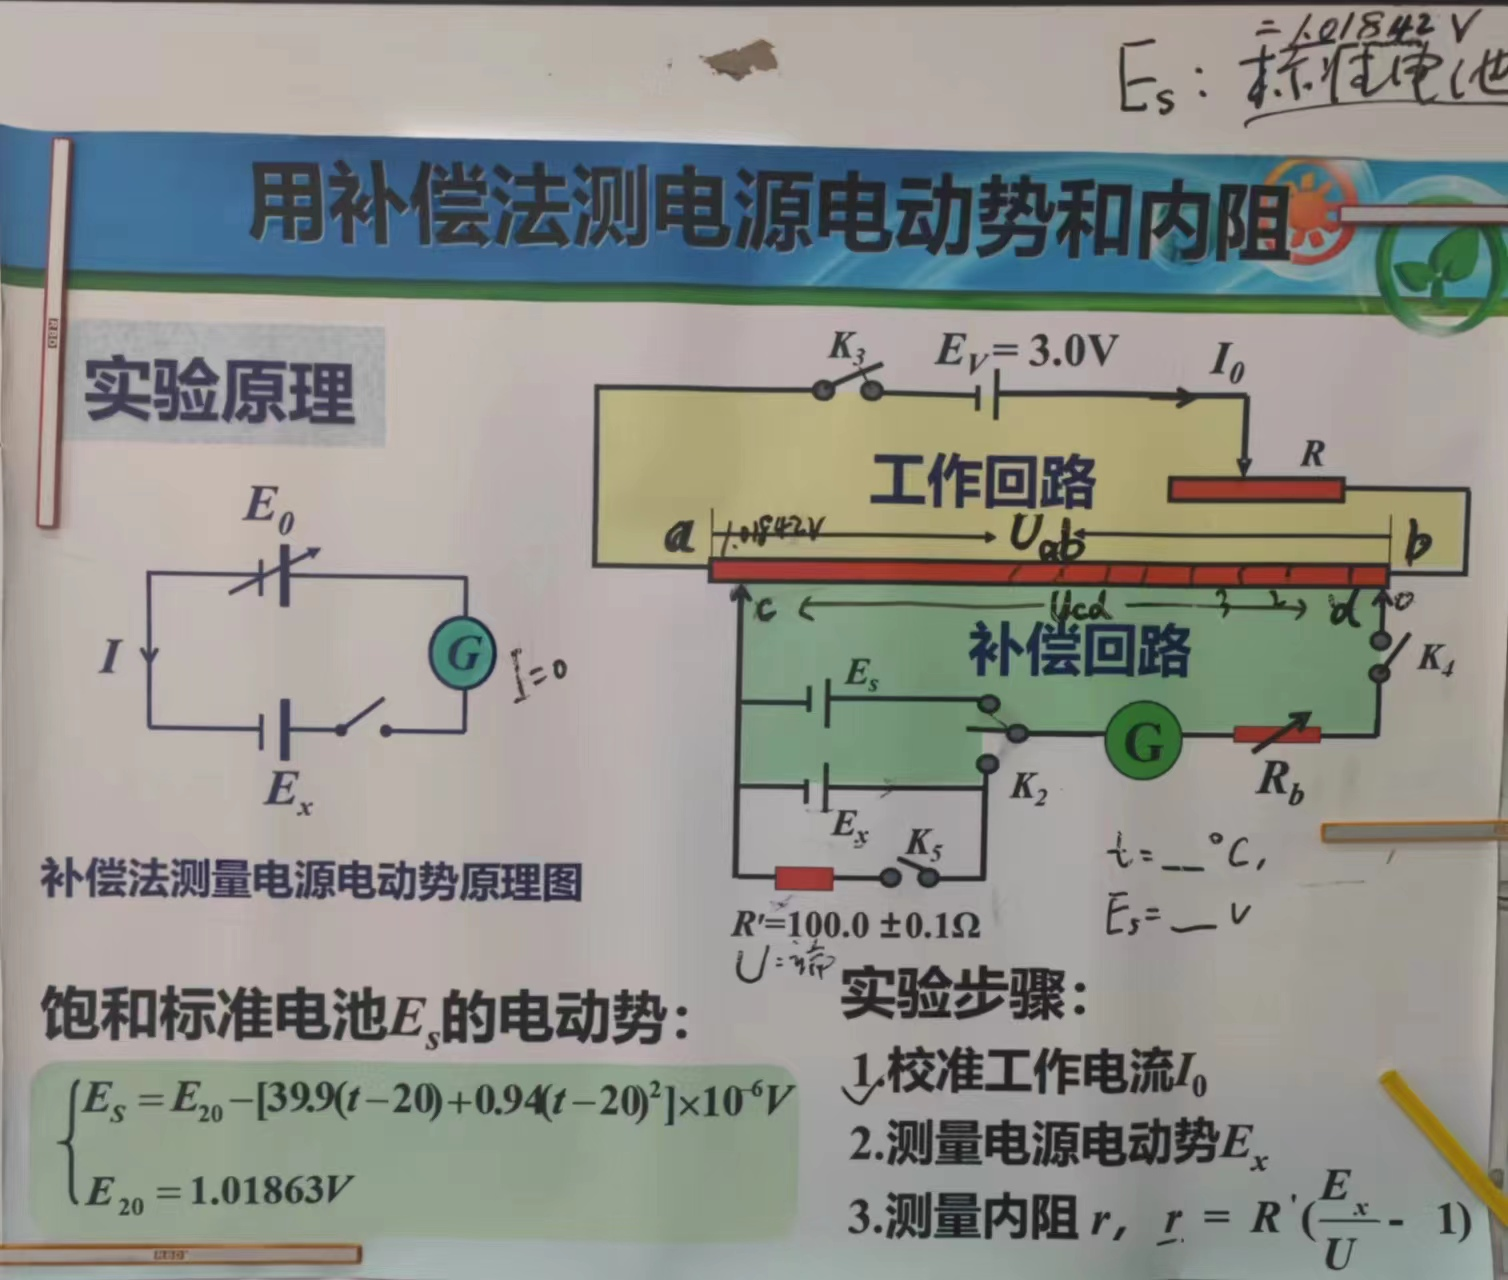 =1.01842V
Es: 标准电池
用补偿法测电源电动势和内阻
实验原理
K3
EV= 3.0V
I0
工作回路
R
a
1.01842V
Uab
b
c
Ucd
3
2
d
0
补偿回路
K4
Es
G
Rb
K2
Ex
K5
R'=100.0 ±0.1Ω
t=__°C,
Es=__V
E0
I
G
I=0
Ex
补偿法测量电源电动势原理图
饱和标准电池Es的电动势:
ES = E20 −[39.9(t−20)+0.94(t−20)²]×10⁻⁶V
E20 = 1.01863V
实验步骤:
1.校准工作电流I0
2.测量电源电动势Ex
3.测量内阻 r, r = R'(Ex/U - 1)